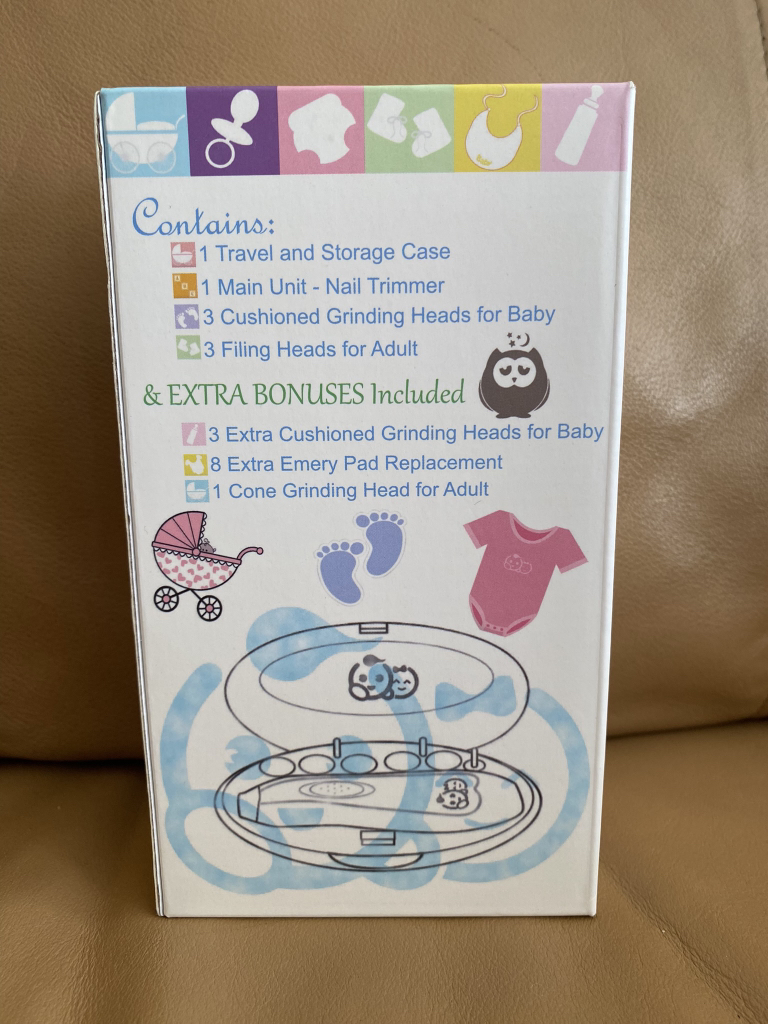 Contains:
1 Travel and Storage Case
1 Main Unit - Nail Trimmer
3 Cushioned Grinding Heads for Baby
3 Filing Heads for Adult
& EXTRA BONUSES Included
3 Extra Cushioned Grinding Heads for Baby
8 Extra Emery Pad Replacement
1 Cone Grinding Head for Adult